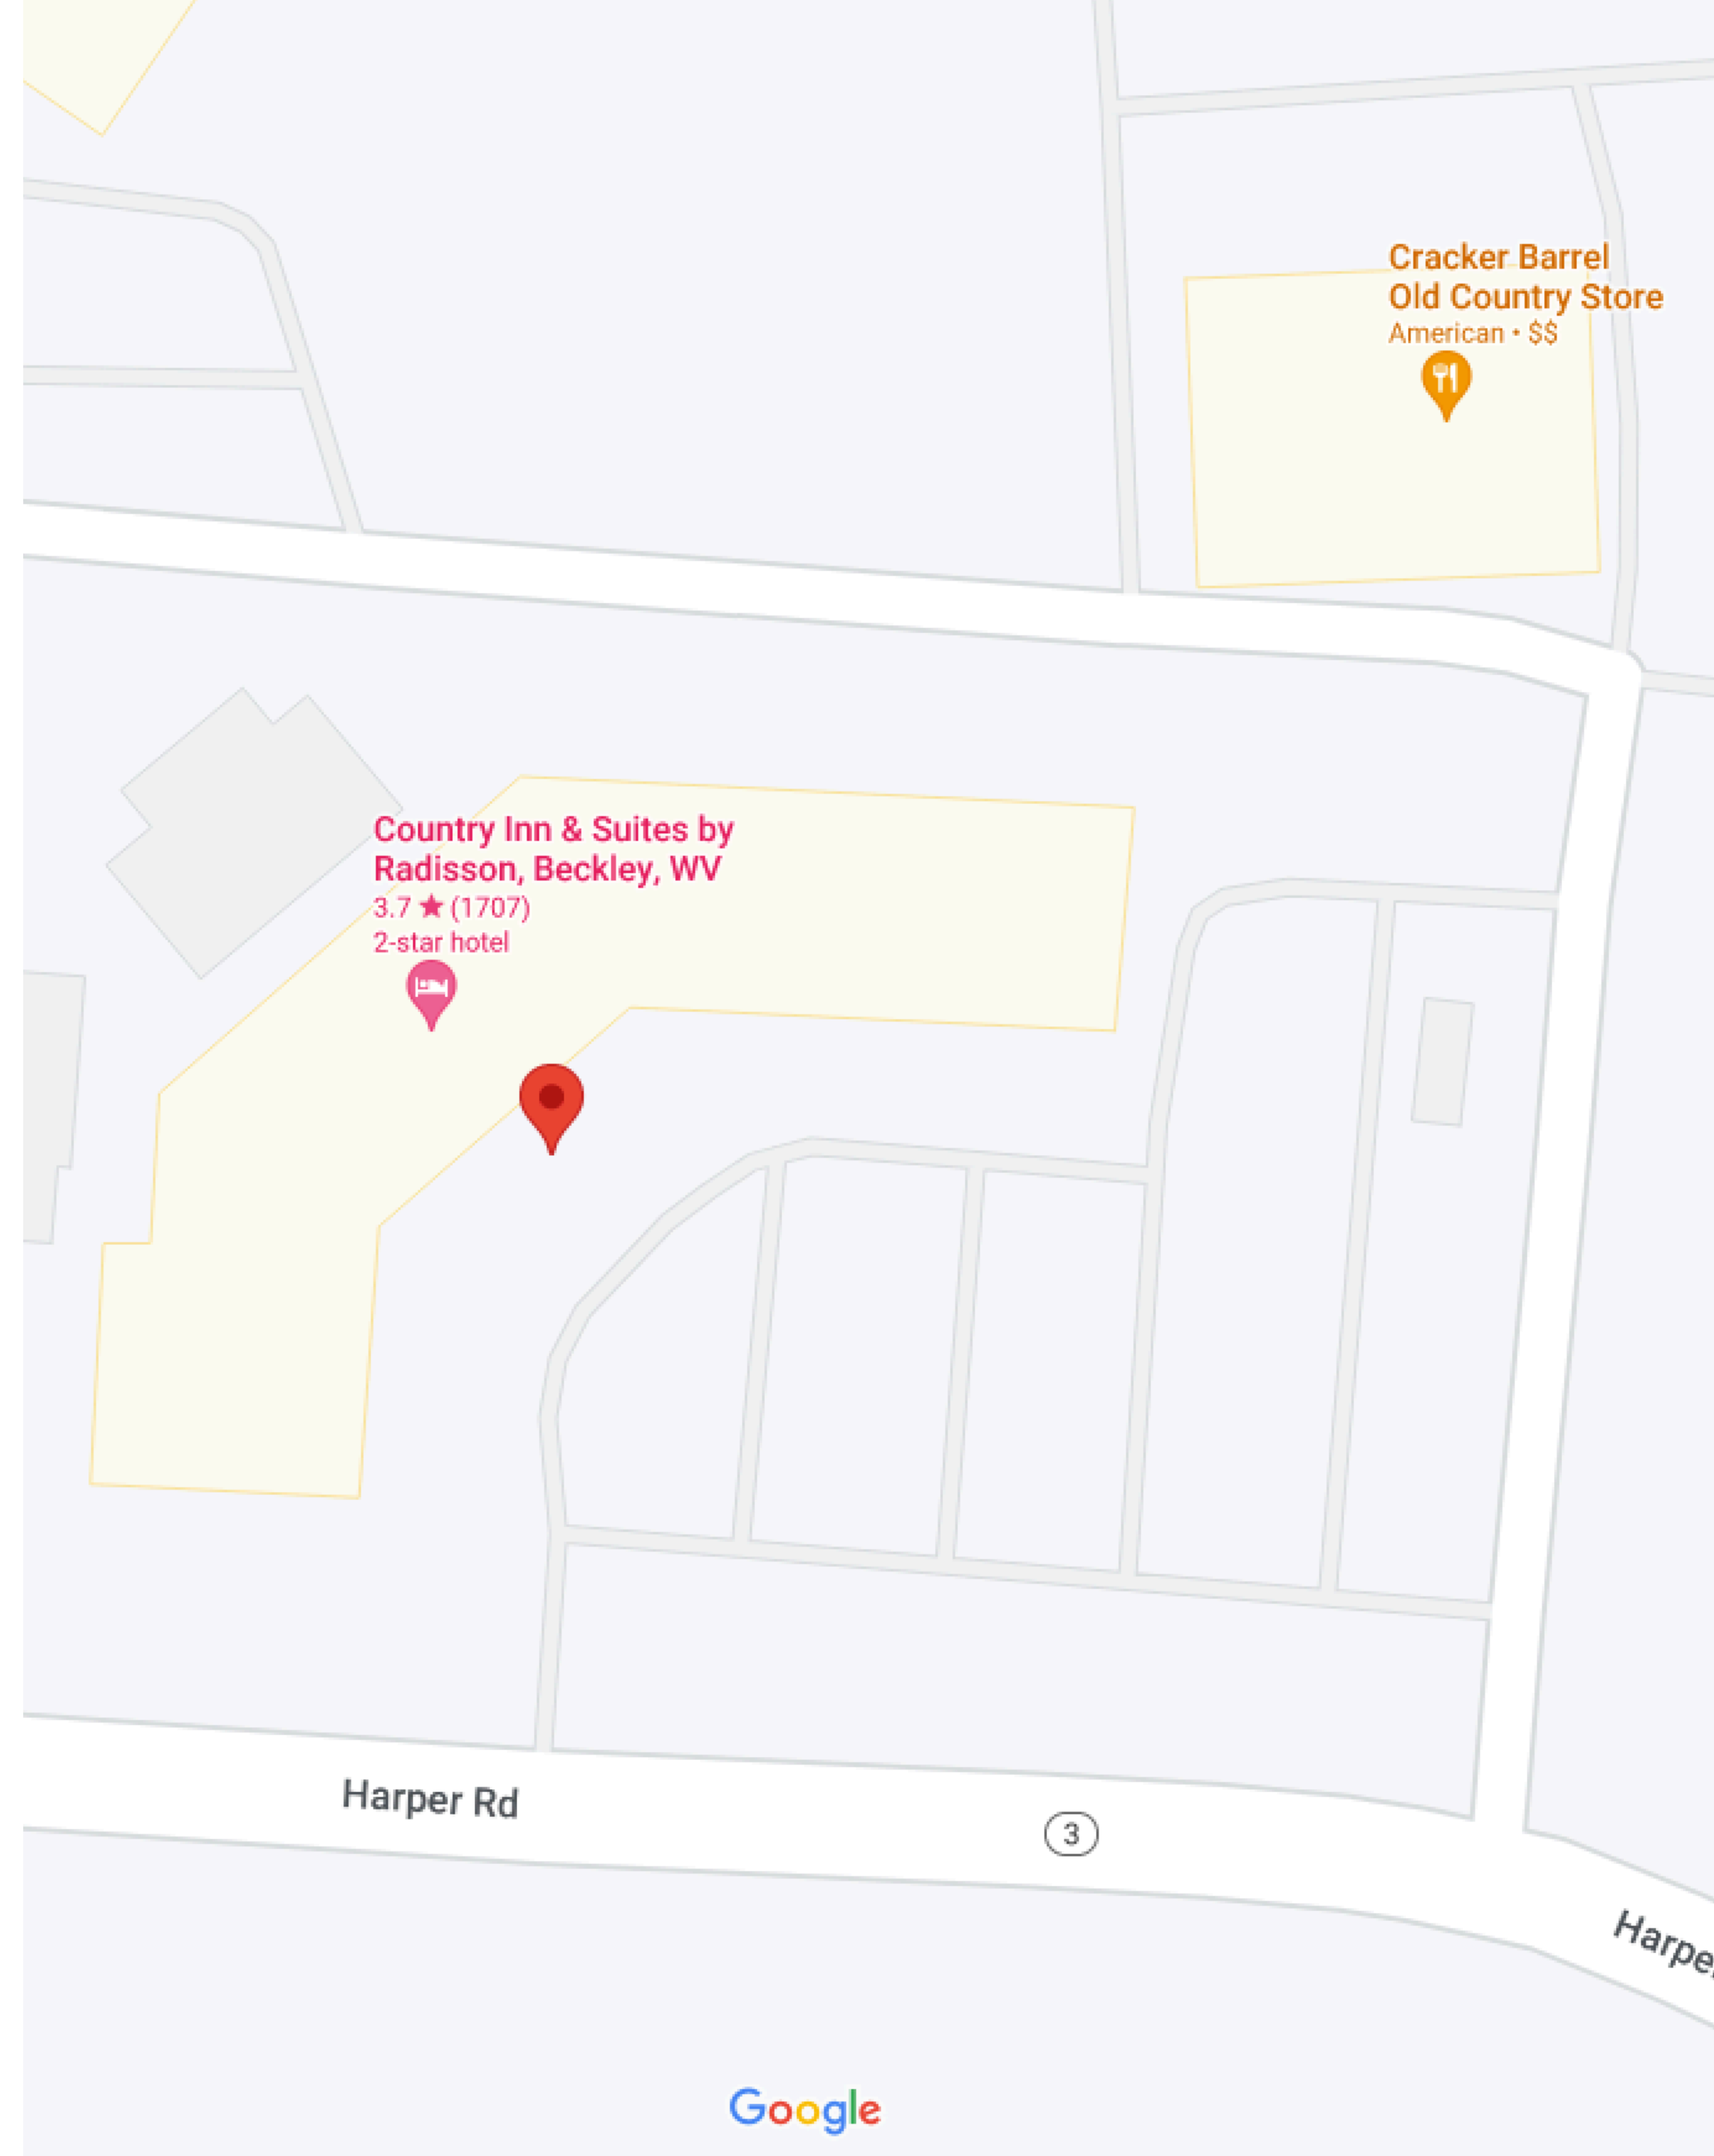 Cracker Barrel
Old Country Store
American • $$
Country Inn & Suites by
Radisson, Beckley, WV
3.7 ★ (1707)
2-star hotel
Harper Rd
3
Harper
Google